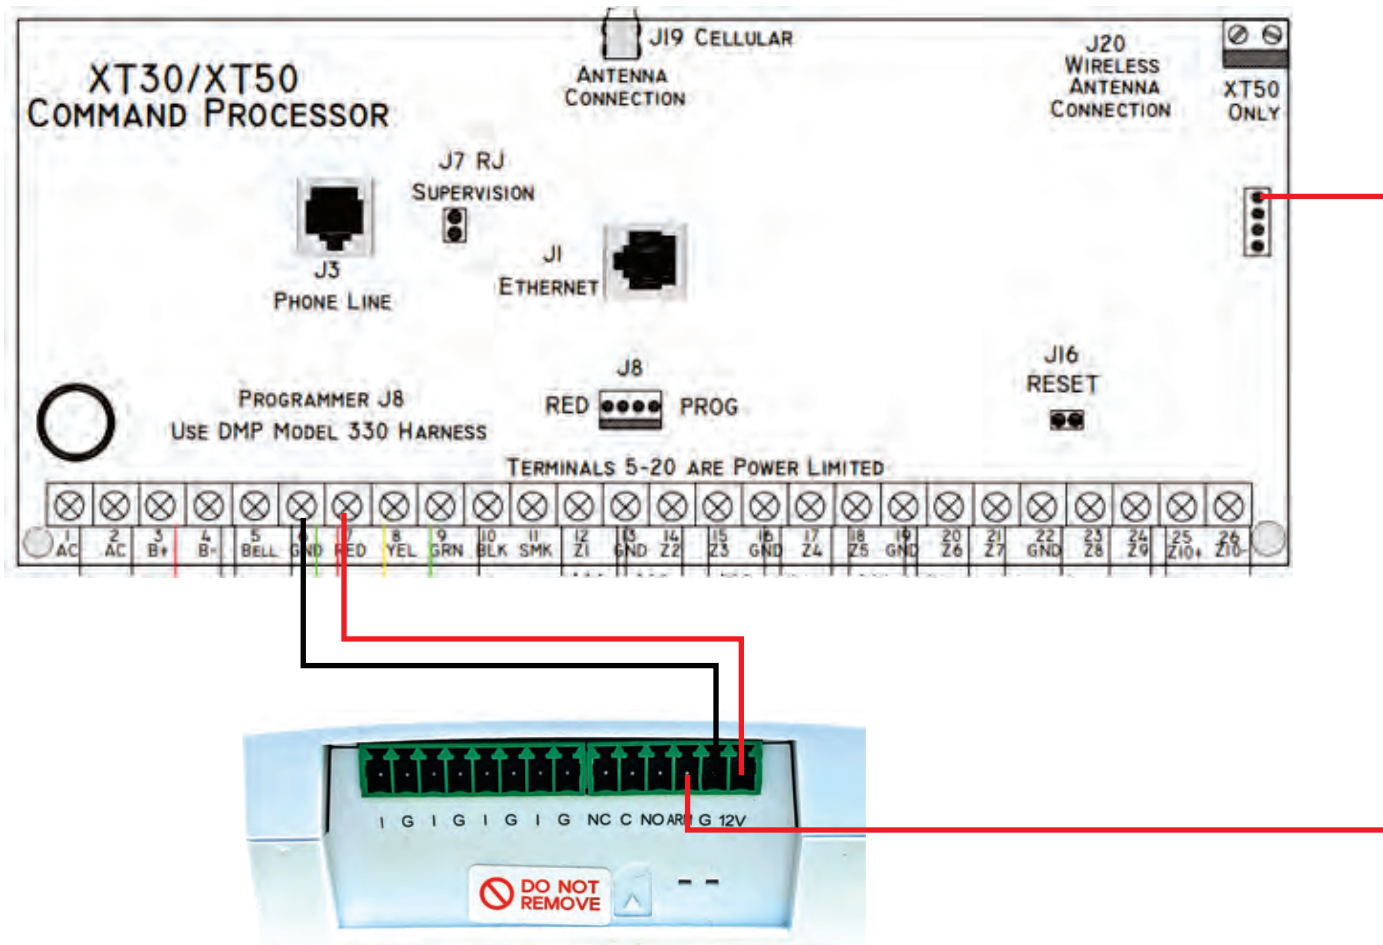 J19 CELLULAR
ANTENNA
CONNECTION
J20
WIRELESS
ANTENNA
CONNECTION
XT50
ONLY
XT30/XT50
COMMAND PROCESSOR
J7 RJ
SUPERVISION
J3
PHONE LINE
J1
ETHERNET
J8
RED PROG
J16
RESET
PROGRAMMER J8
USE DMP MODEL 330 HARNESS
TERMINALS 5-20 ARE POWER LIMITED
1 2 3 4 5 6 7 8 9 10 11 12 13 14 15 16 17 18 19 20 21 22 23 24 25 26
AC AC B+ B- BELL GND RED YEL GRN BLK SMK Z1 GND Z2 Z3 GND Z4 Z5 GND Z6 Z7 GND Z8 Z9 Z10+ Z10-
I G I G I G I G NC C NO ARM G 12V
DO NOT
REMOVE